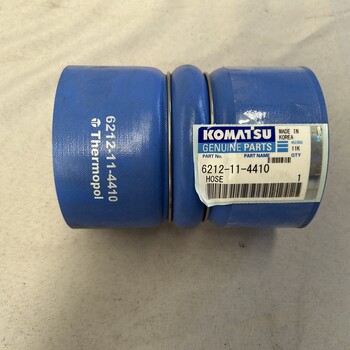 6212-11-4410
Thermopol
KOMATSU
GENUINE PARTS
MADE IN
KOREA
11K
PART No.
PART NAME
QTY
6212-11-4410
HOSE
1